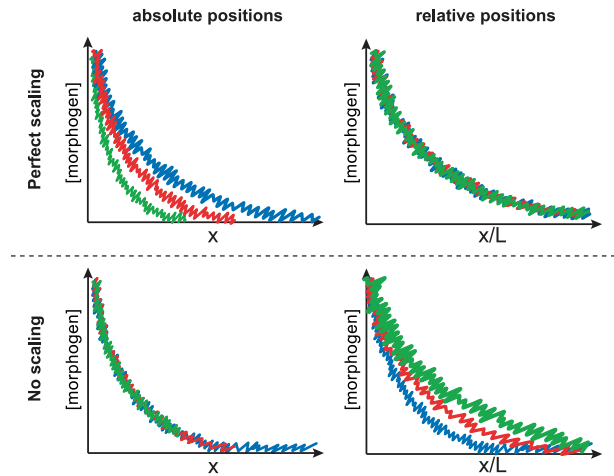 absolute positions
relative positions
Perfect scaling
[morphogen]
x
[morphogen]
x/L
No scaling
[morphogen]
x
[morphogen]
x/L